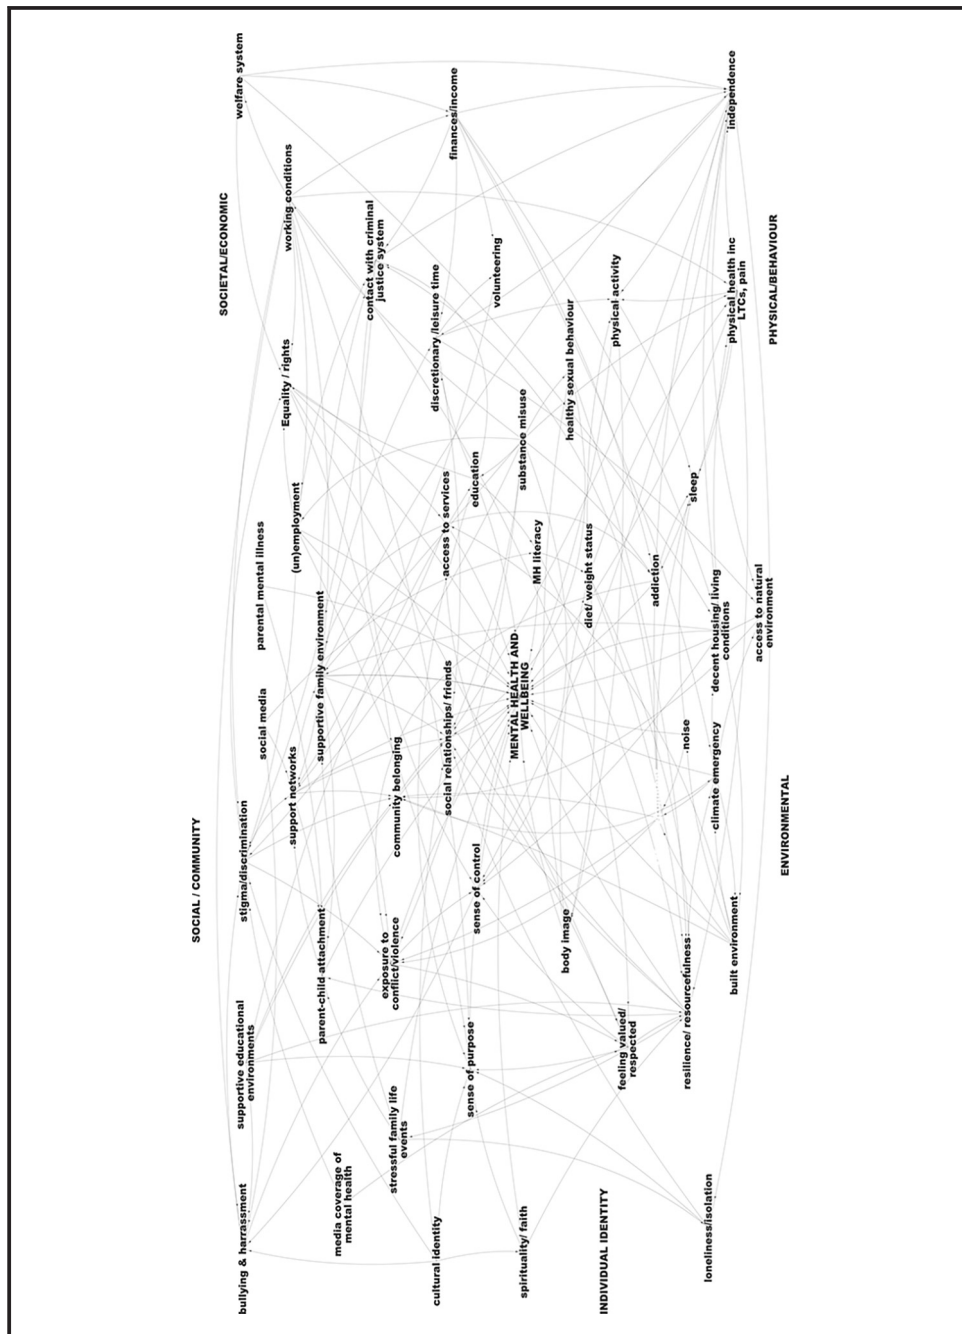 SOCIAL / COMMUNITY
SOCIETAL/ECONOMIC
bullying & harrassment
supportive educational
environments
stigma/discrimination
social media
parental mental illness
welfare system
support networks
(un)employment
Equality / rights
working conditions
media coverage of
mental health
parent-child attachment
supportive family environment
stressful family life
events
exposure to
conflict/violence
community belonging
contact with criminal
justice system
cultural identity
sense of purpose
sense of control
social relationships/ friends
access to services
education
discretionary /leisure time
finances/income
volunteering
spirituality/ faith
MENTAL HEALTH AND
WELLBEING
MH literacy
substance misuse
body image
diet/ weight status
healthy sexual behaviour
physical activity
INDIVIDUAL IDENTITY
feeling valued/
respected
addiction
resilience/ resourcefulness
noise
sleep
loneliness/isolation
climate emergency
decent housing/ living
conditions
physical health inc
LTCs, pain
independence
built environment
access to natural
environment
PHYSICAL/BEHAVIOUR
ENVIRONMENTAL